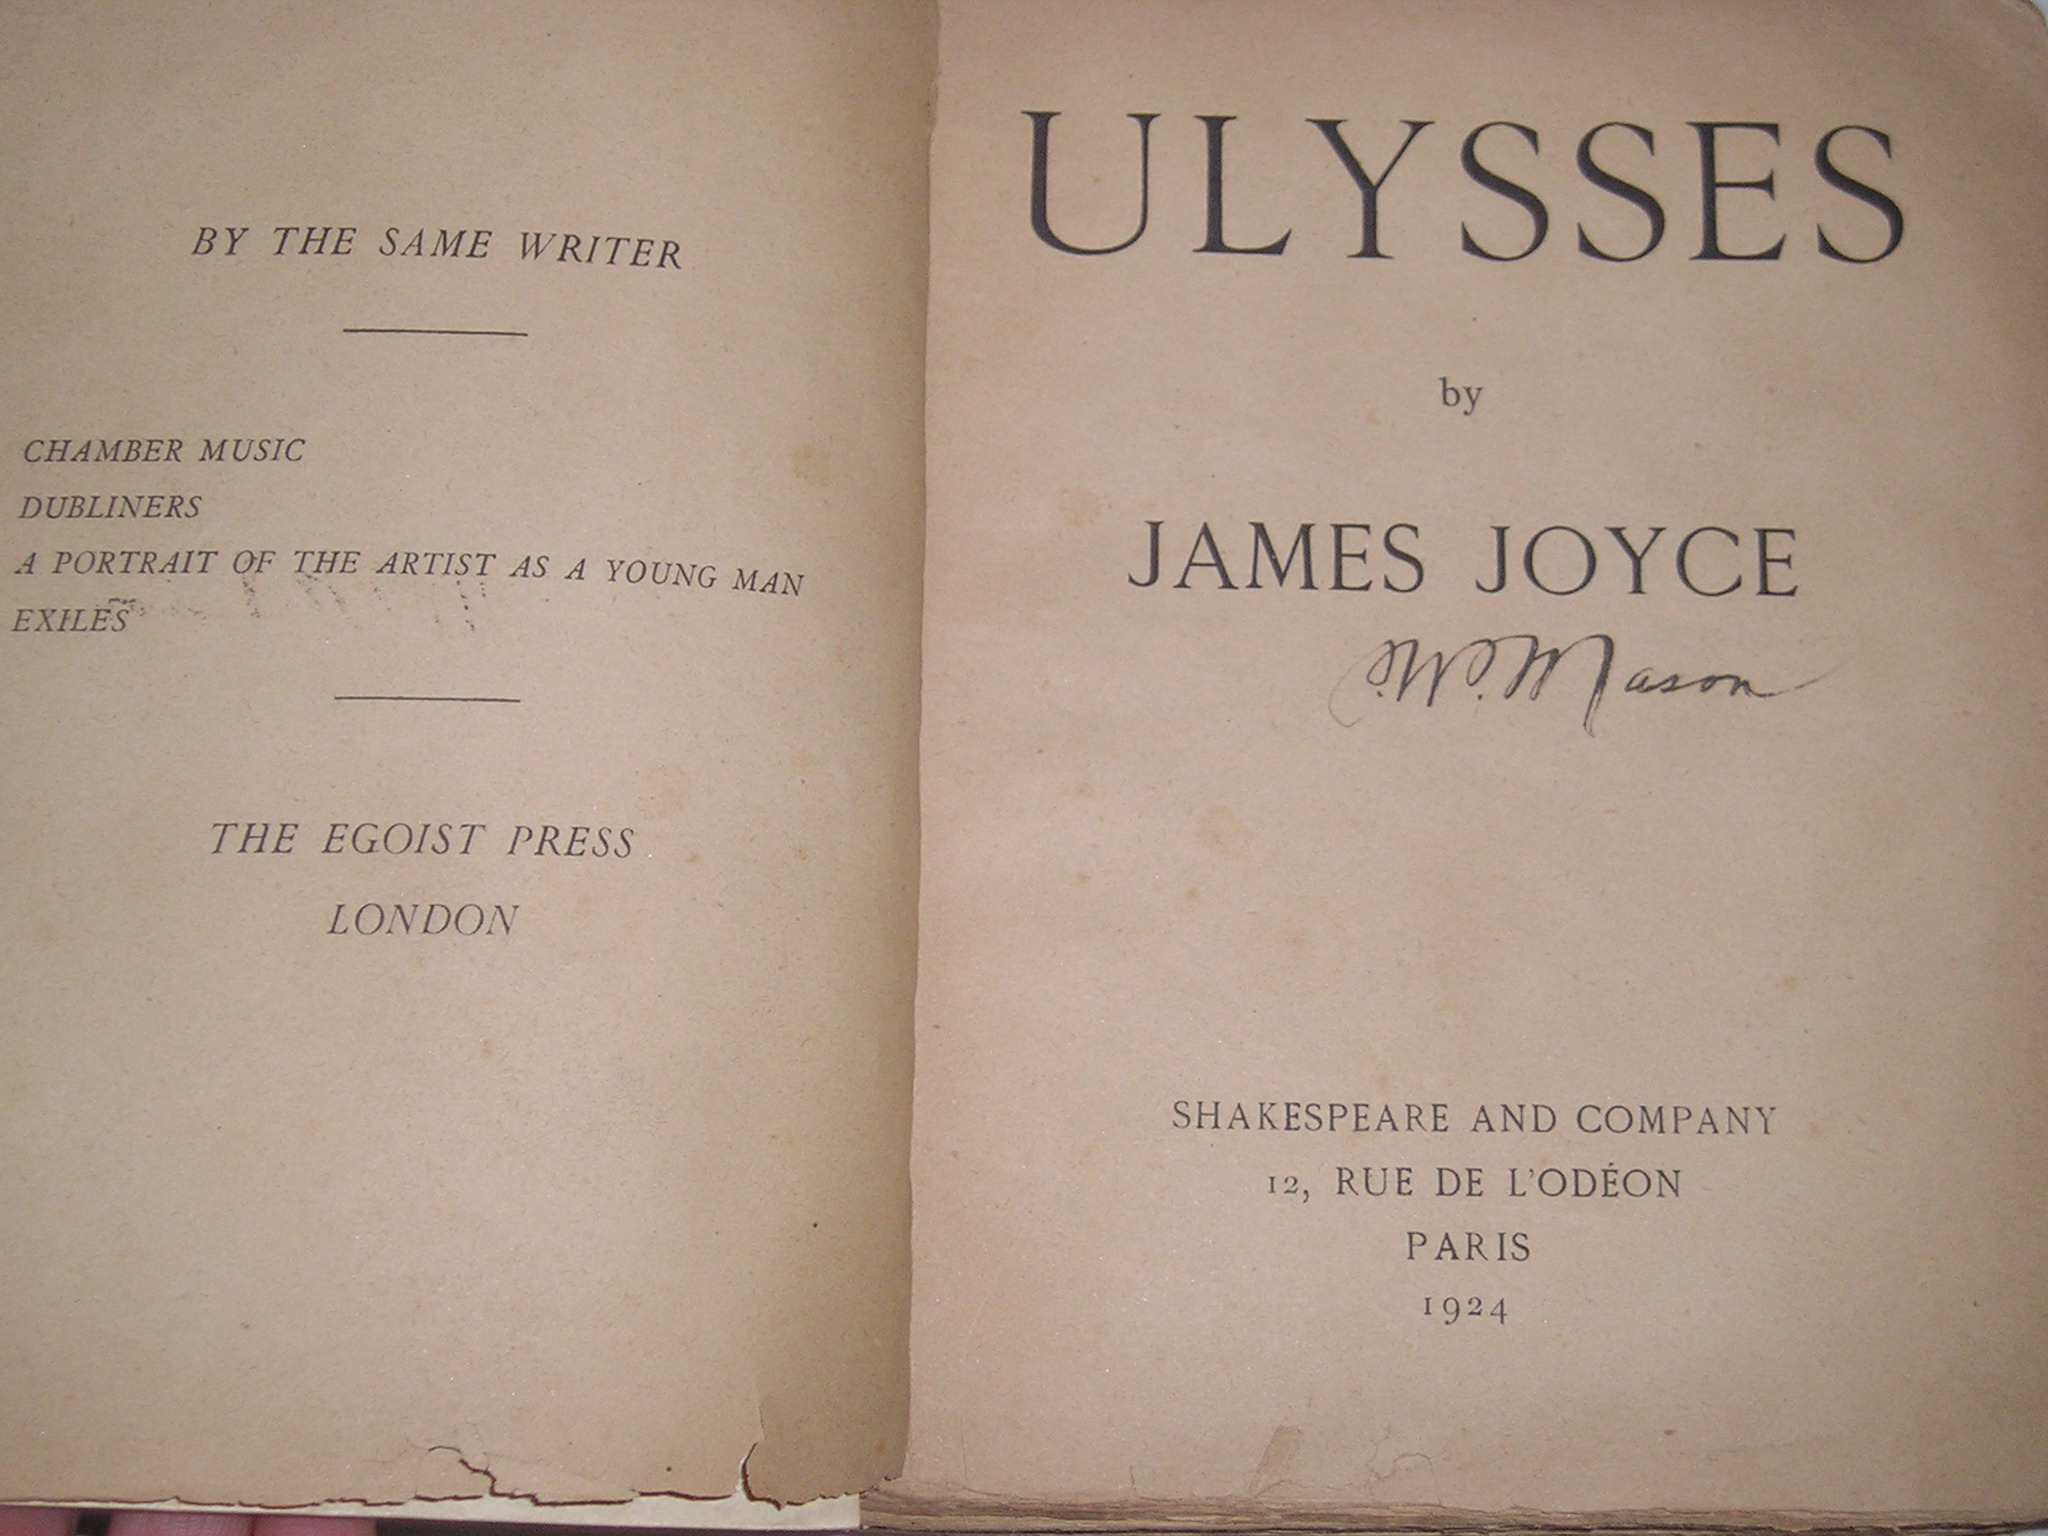 BY THE SAME WRITER
CHAMBER MUSIC
DUBLINERS
A PORTRAIT OF THE ARTIST AS A YOUNG MAN
EXILES
THE EGOIST PRESS
LONDON
ULYSSES
by
JAMES JOYCE
Mason
SHAKESPEARE AND COMPANY
12, RUE DE L'ODÉON
PARIS
1924